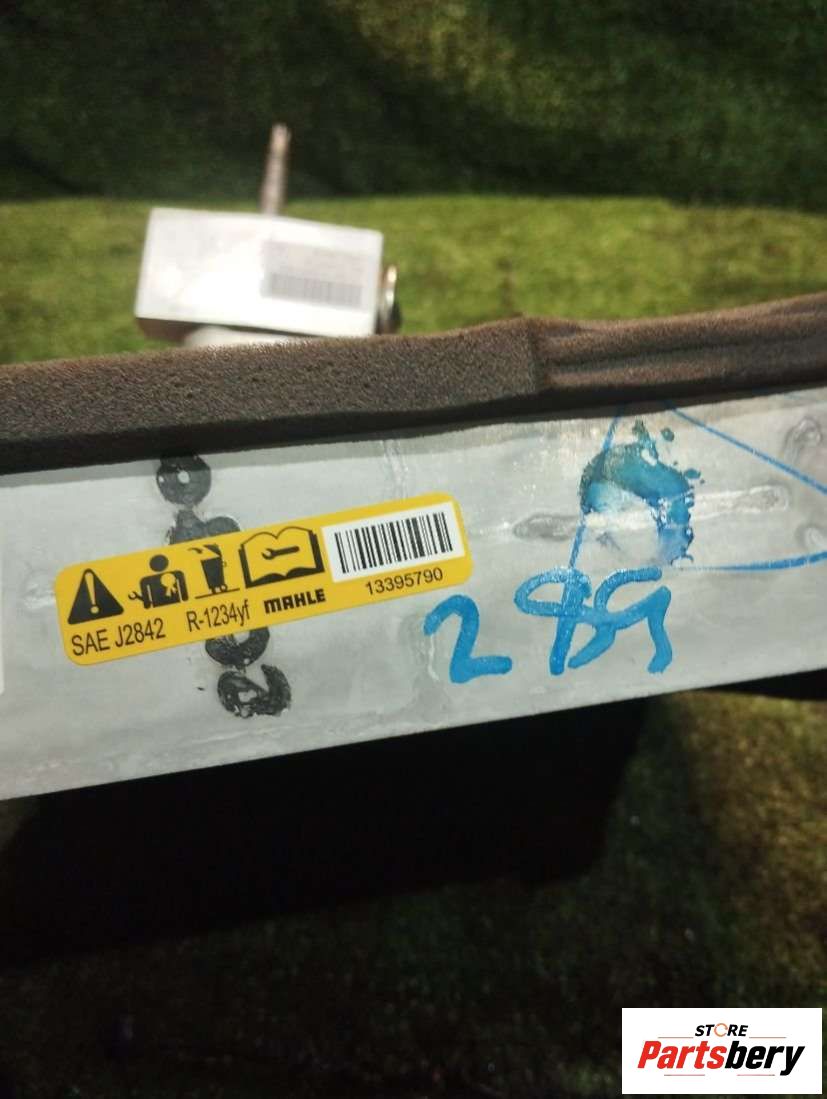 SAE J2842 R-1234yf MAHLE 13395790
289
STORE
Partsbery